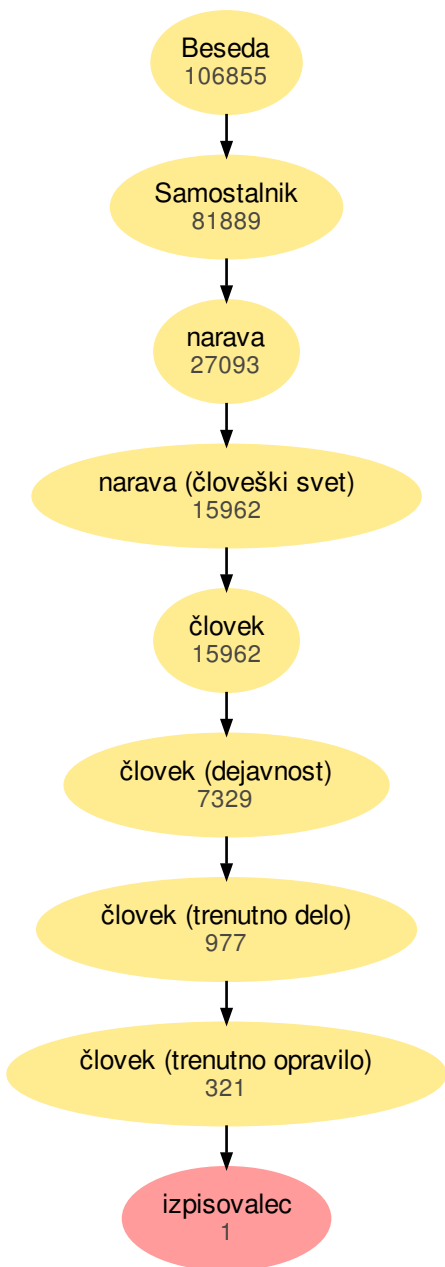 Beseda
106855
Samostalnik
81889
narava
27093
narava (človeški svet)
15962
človek
15962
človek (dejavnost)
7329
človek (trenutno delo)
977
človek (trenutno opravilo)
321
izpisovalec
1